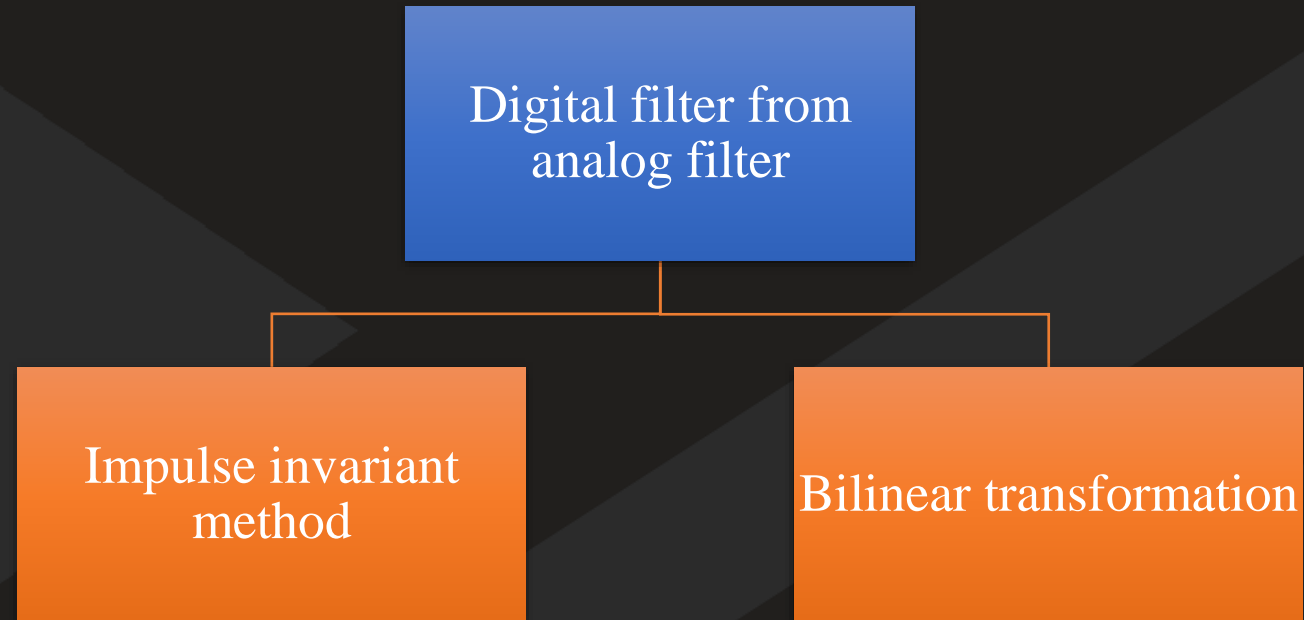 Digital filter from
analog filter
Impulse invariant
method
Bilinear transformation